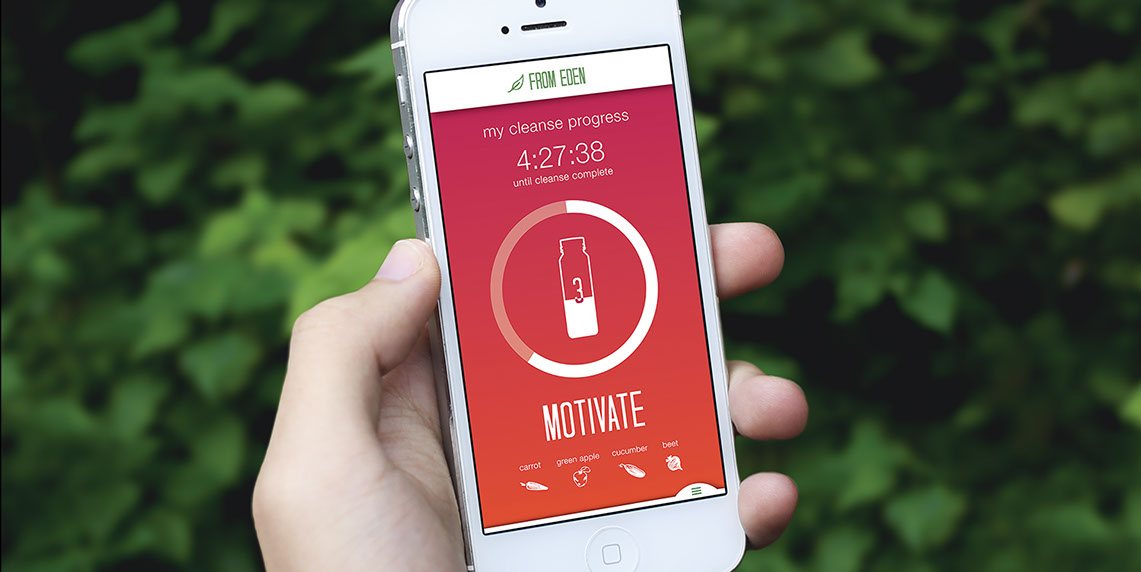 FROM EDEN
my cleanse progress
4:27:38
until cleanse complete
3
MOTIVATE
carrot green apple cucumber beet